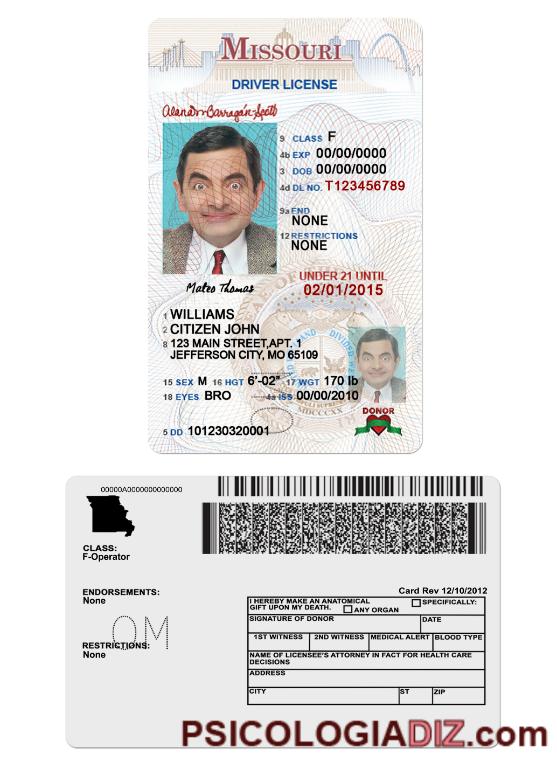 MISSOURI
DRIVER LICENSE
9 CLASS F
4b EXP 00/00/0000
3 DOB 00/00/0000
4d DL NO. T123456789
9a END
NONE
12 RESTRICTIONS
NONE
Mateo Thomas
UNDER 21 UNTIL
02/01/2015
1 WILLIAMS
2 CITIZEN JOHN
8 123 MAIN STREET,APT. 1
JEFFERSON CITY, MO 65109
15 SEX M 16 HGT 6'-02" 17 WGT 170 lb
18 EYES BRO 4a ISS 00/00/2010
DONOR
5 DD 101230320001
00000A0000000000000
CLASS:
F-Operator
ENDORSEMENTS:
None
OM
RESTRICTIONS:
None
Card Rev 12/10/2012
I HEREBY MAKE AN ANATOMICAL
GIFT UPON MY DEATH. ANY ORGAN SPECIFICALLY:
SIGNATURE OF DONOR DATE
1ST WITNESS 2ND WITNESS MEDICAL ALERT BLOOD TYPE
NAME OF LICENSEE'S ATTORNEY IN FACT FOR HEALTH CARE
DECISIONS
ADDRESS
CITY ST ZIP
PSICOLOGIADIZ.com